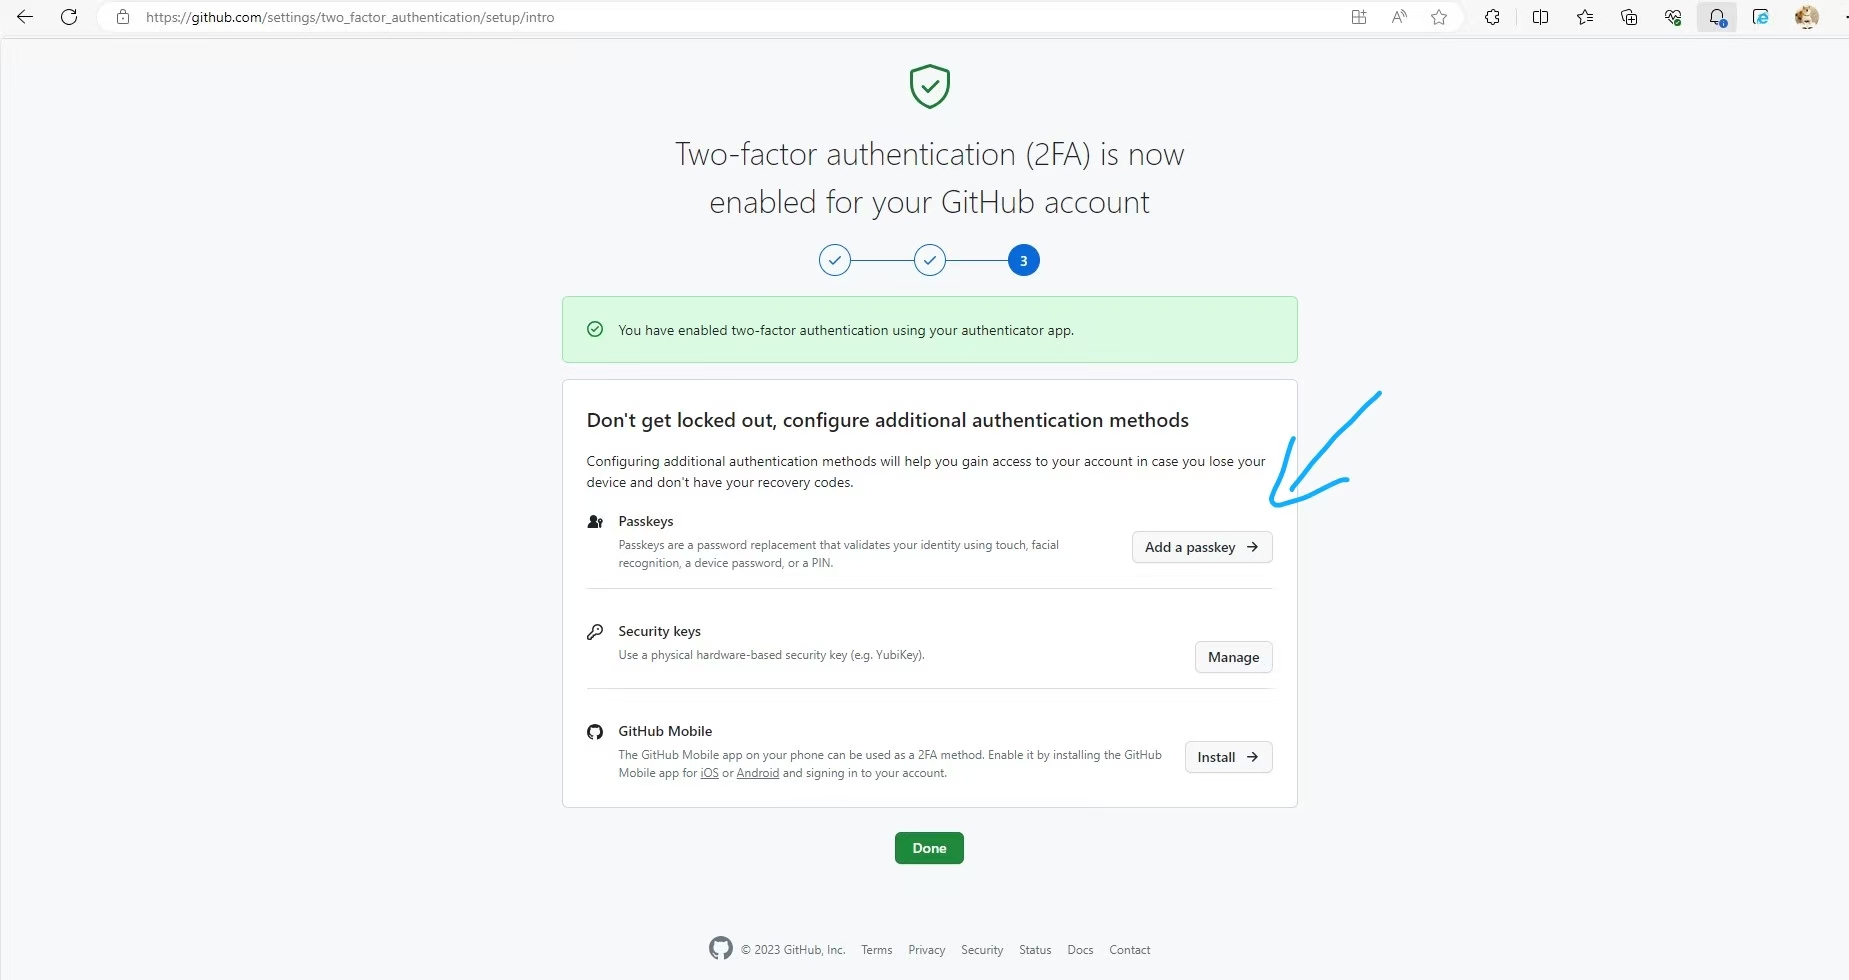 https://github.com/settings/two_factor_authentication/setup/intro
Two-factor authentication (2FA) is now
enabled for your GitHub account
3
You have enabled two-factor authentication using your authenticator app.
Don't get locked out, configure additional authentication methods
Configuring additional authentication methods will help you gain access to your account in case you lose your
device and don't have your recovery codes.
Passkeys
Passkeys are a password replacement that validates your identity using touch, facial
recognition, a device password, or a PIN.
Add a passkey →
Security keys
Use a physical hardware-based security key (e.g. YubiKey).
Manage
GitHub Mobile
The GitHub Mobile app on your phone can be used as a 2FA method. Enable it by installing the GitHub
Mobile app for iOS or Android and signing in to your account.
Install →
Done
© 2023 GitHub, Inc. Terms Privacy Security Status Docs Contact